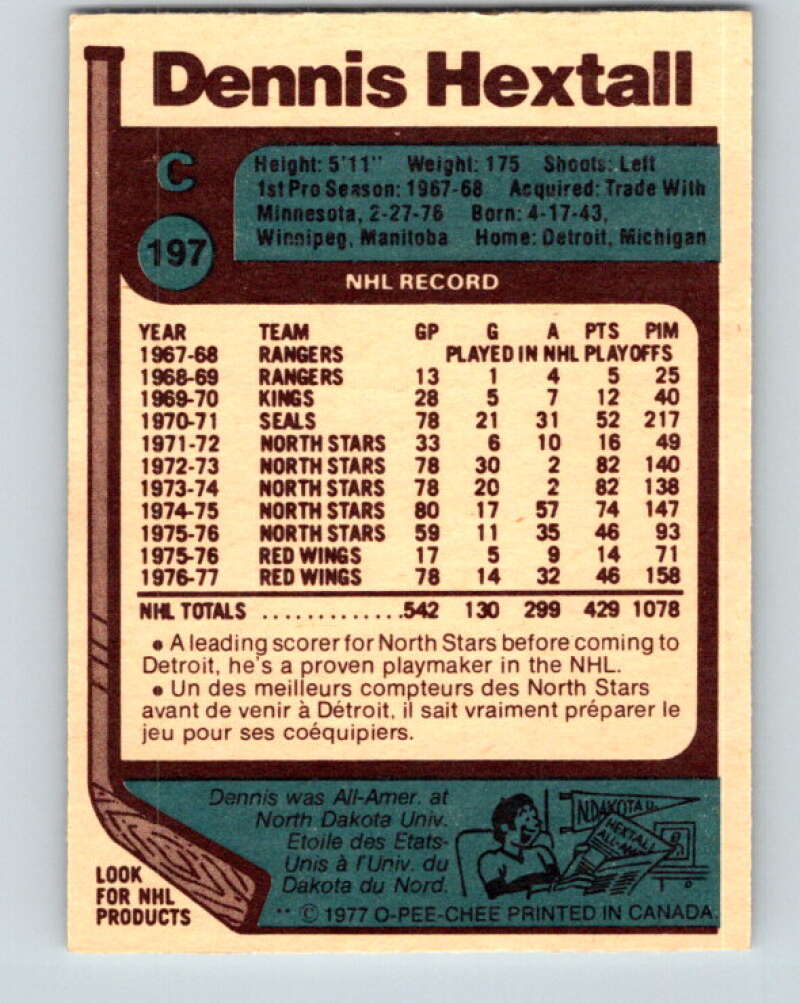 Dennis Hextall
C
197
Height: 5'11" Weight: 175 Shoots: Left
1st Pro Season: 1967-68 Acquired: Trade With
Minnesota, 2-27-76 Born: 4-17-43,
Winnipeg, Manitoba Home: Detroit, Michigan
NHL RECORD
YEAR TEAM GP G A PTS PIM
1967-68 RANGERS PLAYED IN NHL PLAYOFFS
1968-69 RANGERS 13 1 4 5 25
1969-70 KINGS 28 5 7 12 40
1970-71 SEALS 78 21 31 52 217
1971-72 NORTH STARS 33 6 10 16 49
1972-73 NORTH STARS 78 30 2 82 140
1973-74 NORTH STARS 78 20 2 82 138
1974-75 NORTH STARS 80 17 57 74 147
1975-76 NORTH STARS 59 11 35 46 93
1975-76 RED WINGS 17 5 9 14 71
1976-77 RED WINGS 78 14 32 46 158
NHL TOTALS .............542 130 299 429 1078
• A leading scorer for North Stars before coming to
Detroit, he's a proven playmaker in the NHL.
• Un des meilleurs compteurs des North Stars
avant de venir à Détroit, il sait vraiment préparer le
jeu pour ses coéquipiers.
Dennis was All-Amer. at
North Dakota Univ.
Etoile des Etats-
Unis à l'Univ. du
Dakota du Nord.
N.DAKOTA U.
HEXTALL
ALL-AM
LOOK
FOR NHL
PRODUCTS
** © 1977 O-PEE-CHEE PRINTED IN CANADA.